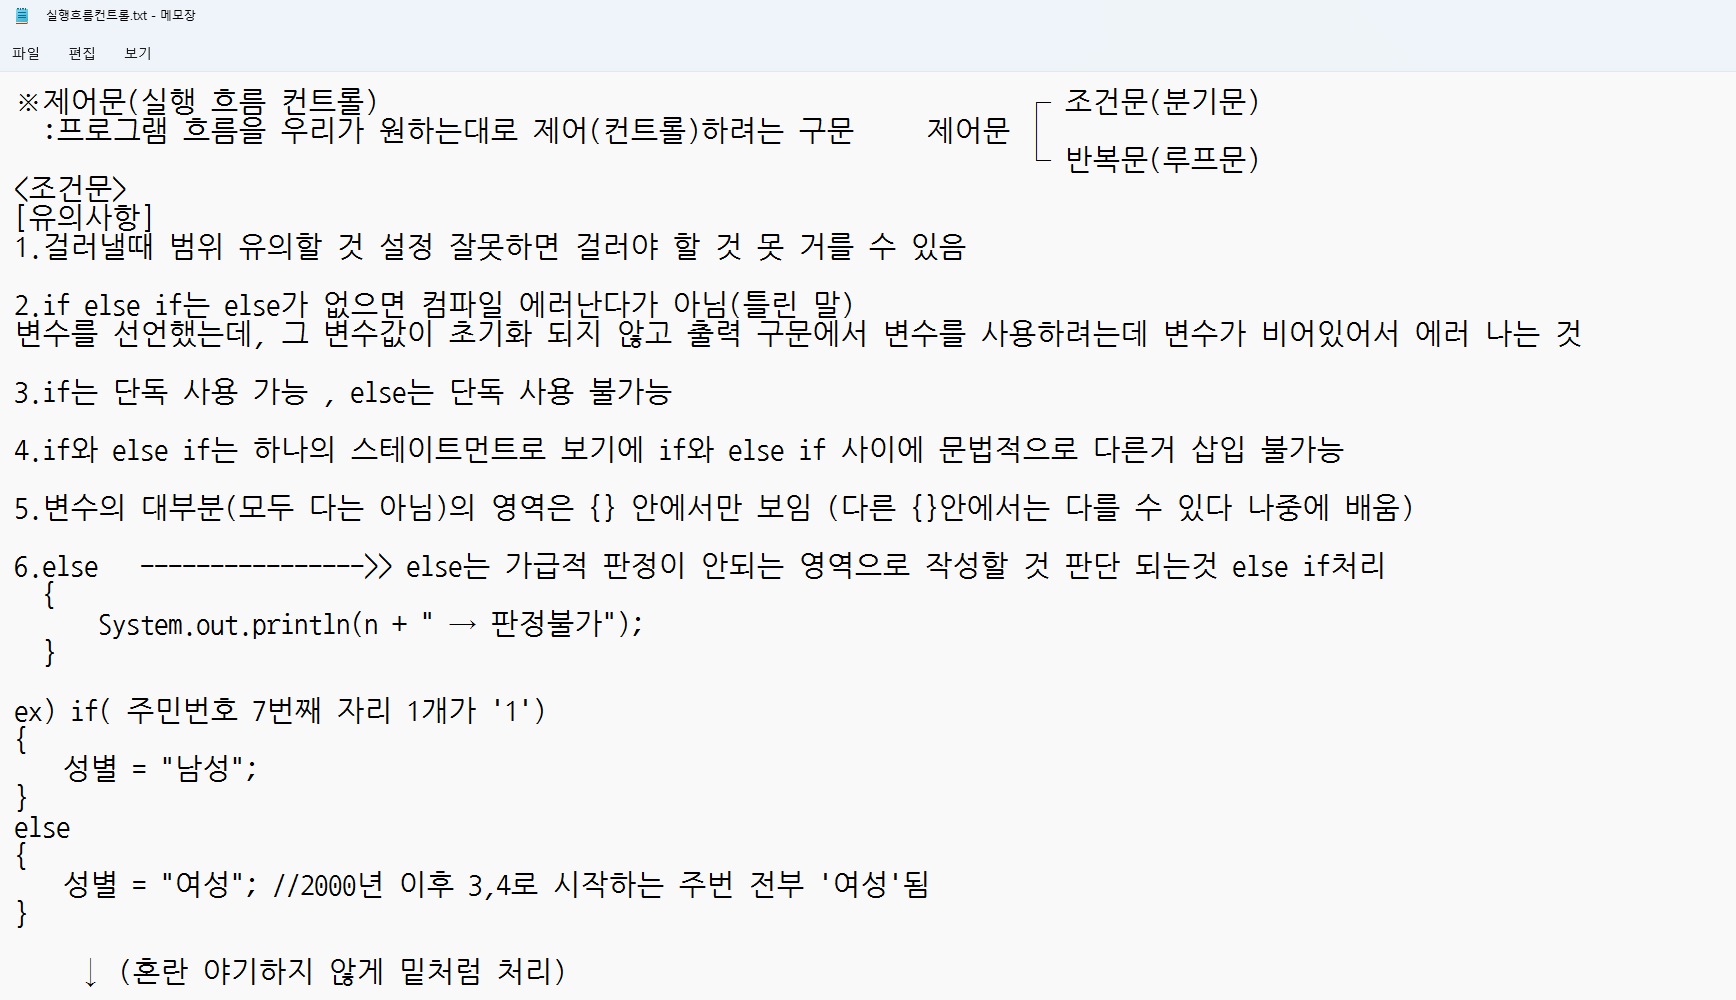 실행흐름컨트롤.txt - 메모장
파일 편집 보기
※제어문(실행 흐름 컨트롤) ┌ 조건문(분기문)
:프로그램 흐름을 우리가 원하는대로 제어(컨트롤)하려는 구문 제어문 │
└ 반복문(루프문)
<조건문>
[유의사항]
1.걸러낼때 범위 유의할 것 설정 잘못하면 걸러야 할 것 못 거를 수 있음
2.if else if는 else가 없으면 컴파일 에러난다가 아님(틀린 말)
변수를 선언했는데, 그 변수값이 초기화 되지 않고 출력 구문에서 변수를 사용하려는데 변수가 비어있어서 에러 나는 것
3.if는 단독 사용 가능 , else는 단독 사용 불가능
4.if와 else if는 하나의 스테이트먼트로 보기에 if와 else if 사이에 문법적으로 다른거 삽입 불가능
5.변수의 대부분(모두 다는 아님)의 영역은 {} 안에서만 보임 (다른 {}안에서는 다를 수 있다 나중에 배움)
6.else ---------------->> else는 가급적 판정이 안되는 영역으로 작성할 것 판단 되는것 else if처리
{
System.out.println(n + " → 판정불가");
}
ex) if( 주민번호 7번째 자리 1개가 '1')
{
성별 = "남성";
}
else
{
성별 = "여성"; //2000년 이후 3,4로 시작하는 주번 전부 '여성'됨
}
↓ (혼란 야기하지 않게 밑처럼 처리)